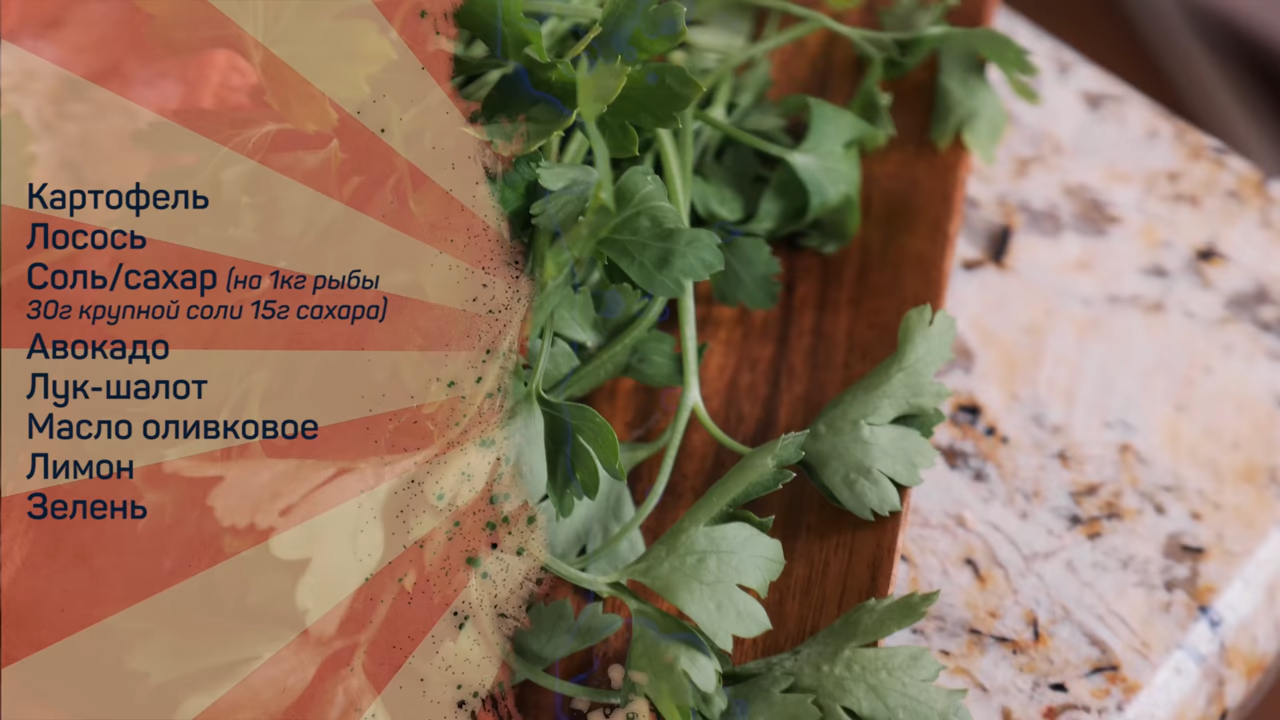 Картофель
Лосось
Соль/сахар (на 1кг рыбы
30г крупной соли 15г сахара)
Авокадо
Лук-шалот
Масло оливковое
Лимон
Зелень